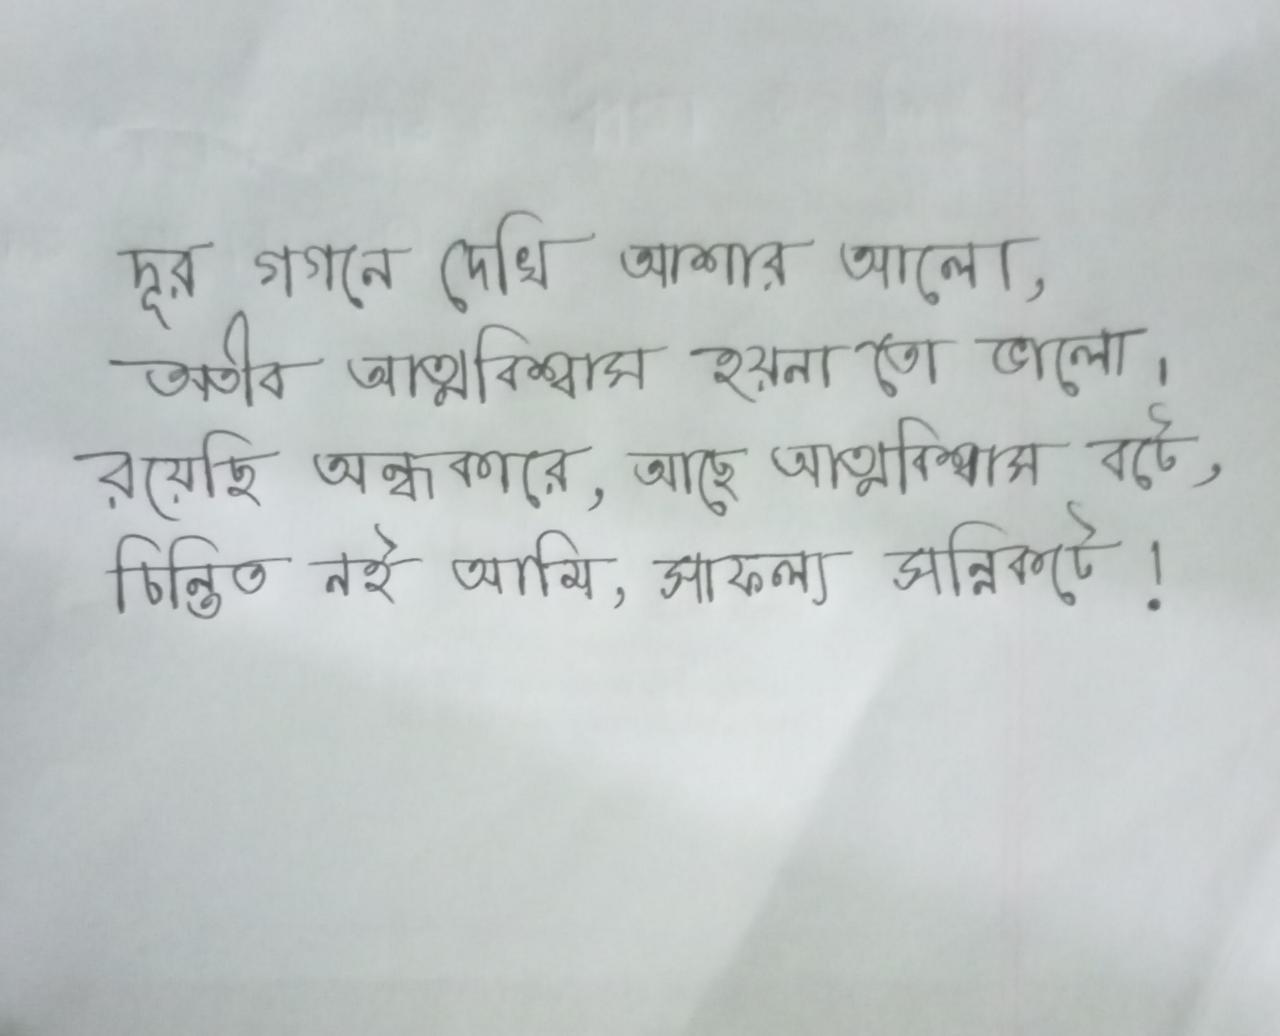 দূর গগনে দেখি আশার আলো,
অতীব আত্মবিশ্বাস হয়না তো ভালো।
রয়েছি অন্ধকারে, আছে আত্মবিশ্বাস বটে,
চিন্তিত নই আমি, সাফল্য সন্নিকটে!